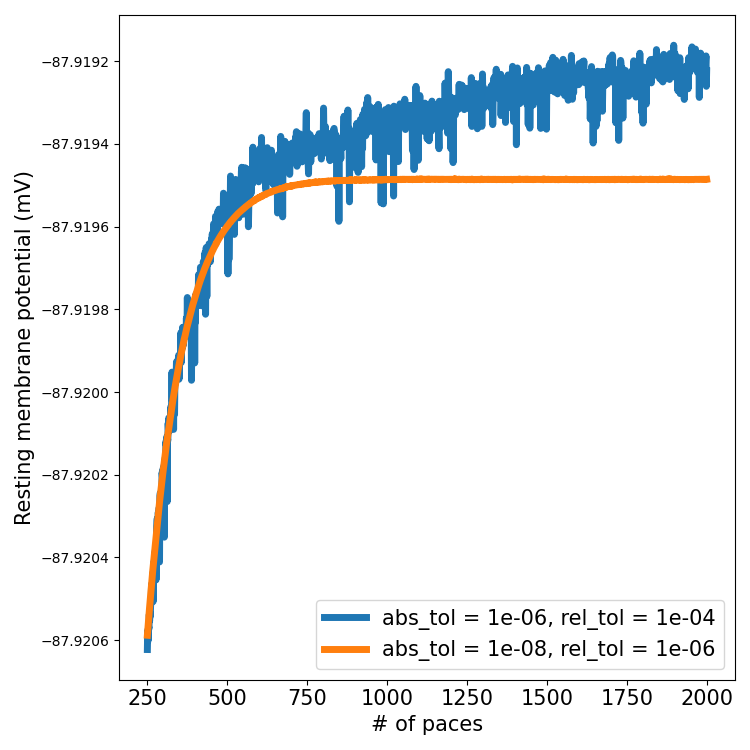 Resting membrane potential (mV)
−87.9192
−87.9194
−87.9196
−87.9198
−87.9200
−87.9202
−87.9204
−87.9206
abs_tol = 1e-06, rel_tol = 1e-04
abs_tol = 1e-08, rel_tol = 1e-06
250 500 750 1000 1250 1500 1750 2000
# of paces